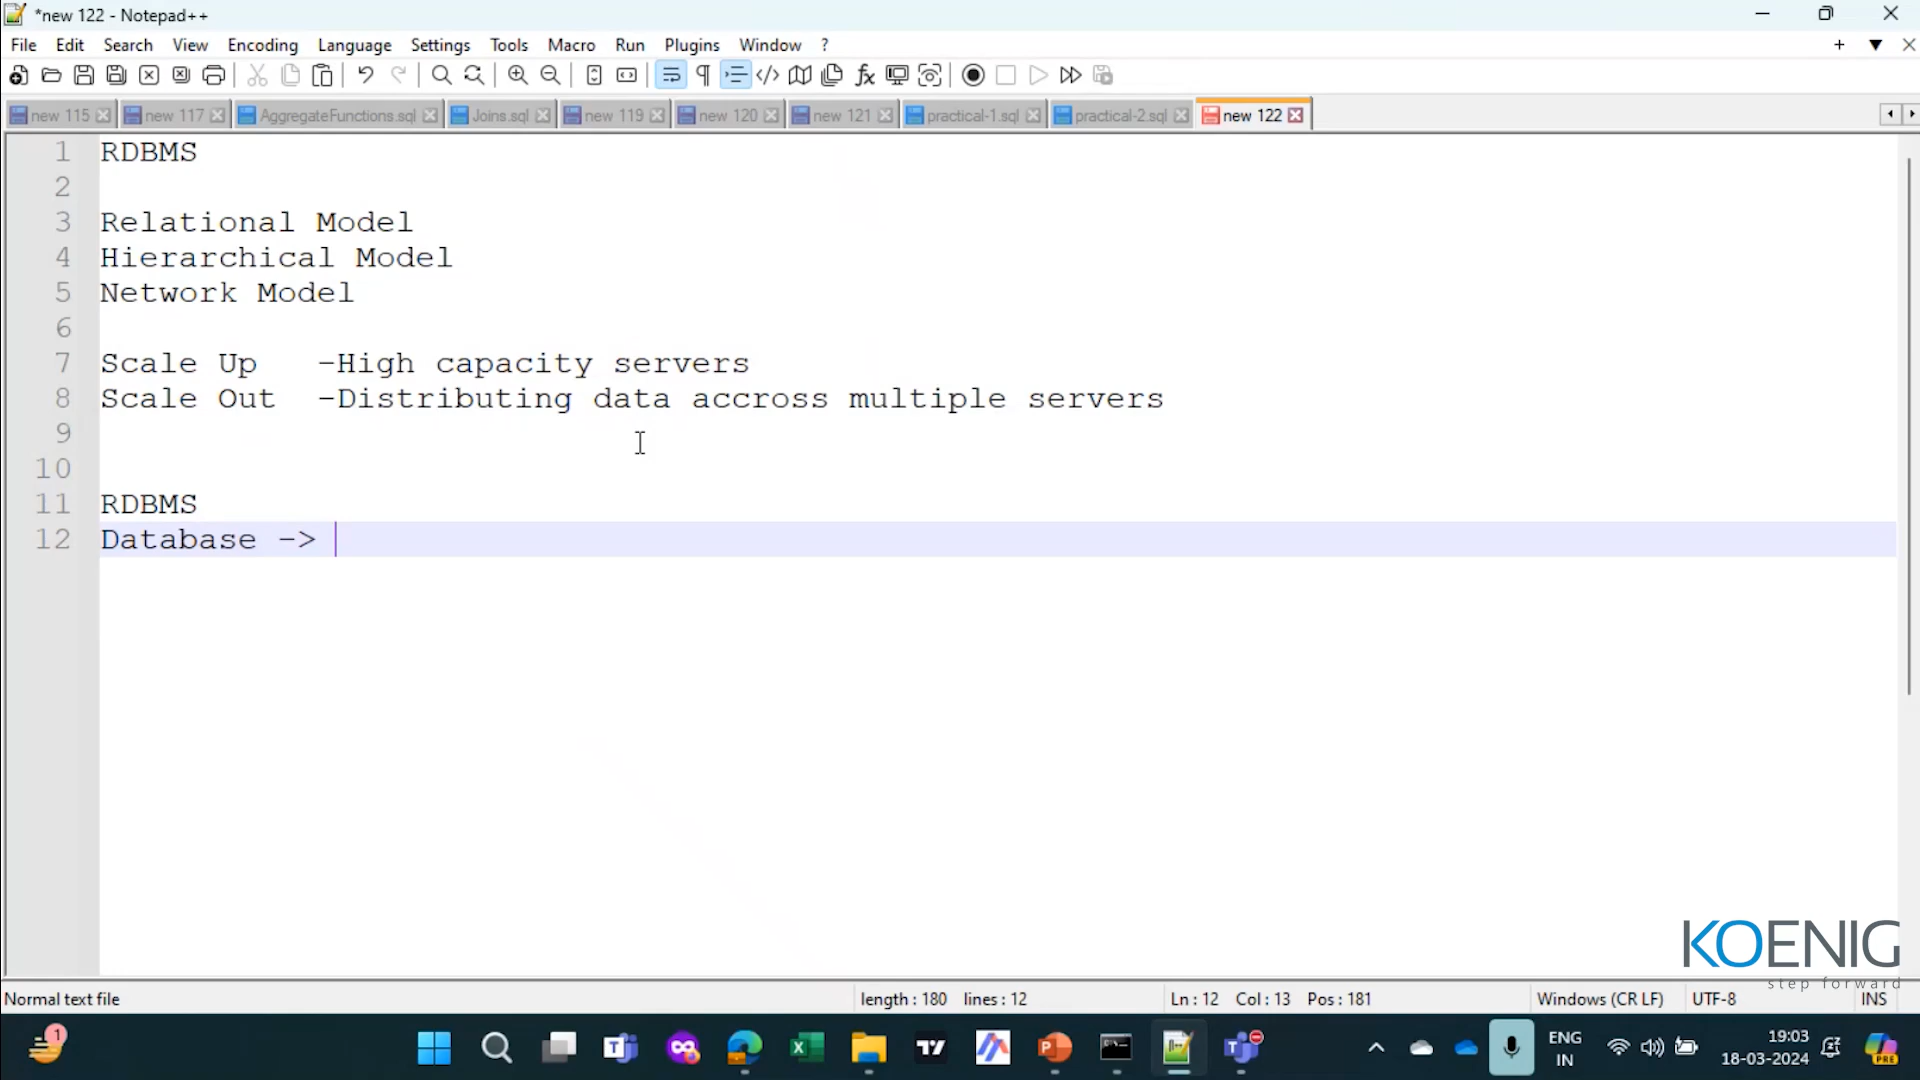 *new 122 - Notepad++
File Edit Search View Encoding Language Settings Tools Macro Run Plugins Window ?
new 115 new 117 AggregateFunctions.sql Joins.sql new 119 new 120 new 121 practical-1.sql practical-2.sql new 122
1 RDBMS
2
3 Relational Model
4 Hierarchical Model
5 Network Model
6
7 Scale Up -High capacity servers
8 Scale Out -Distributing data accross multiple servers
9
10
11 RDBMS
12 Database ->
KOENIG
step forward
Normal text file length : 180 lines : 12 Ln : 12 Col : 13 Pos : 181 Windows (CR LF) UTF-8 INS
1 ENG 19:03
IN 18-03-2024 PRE